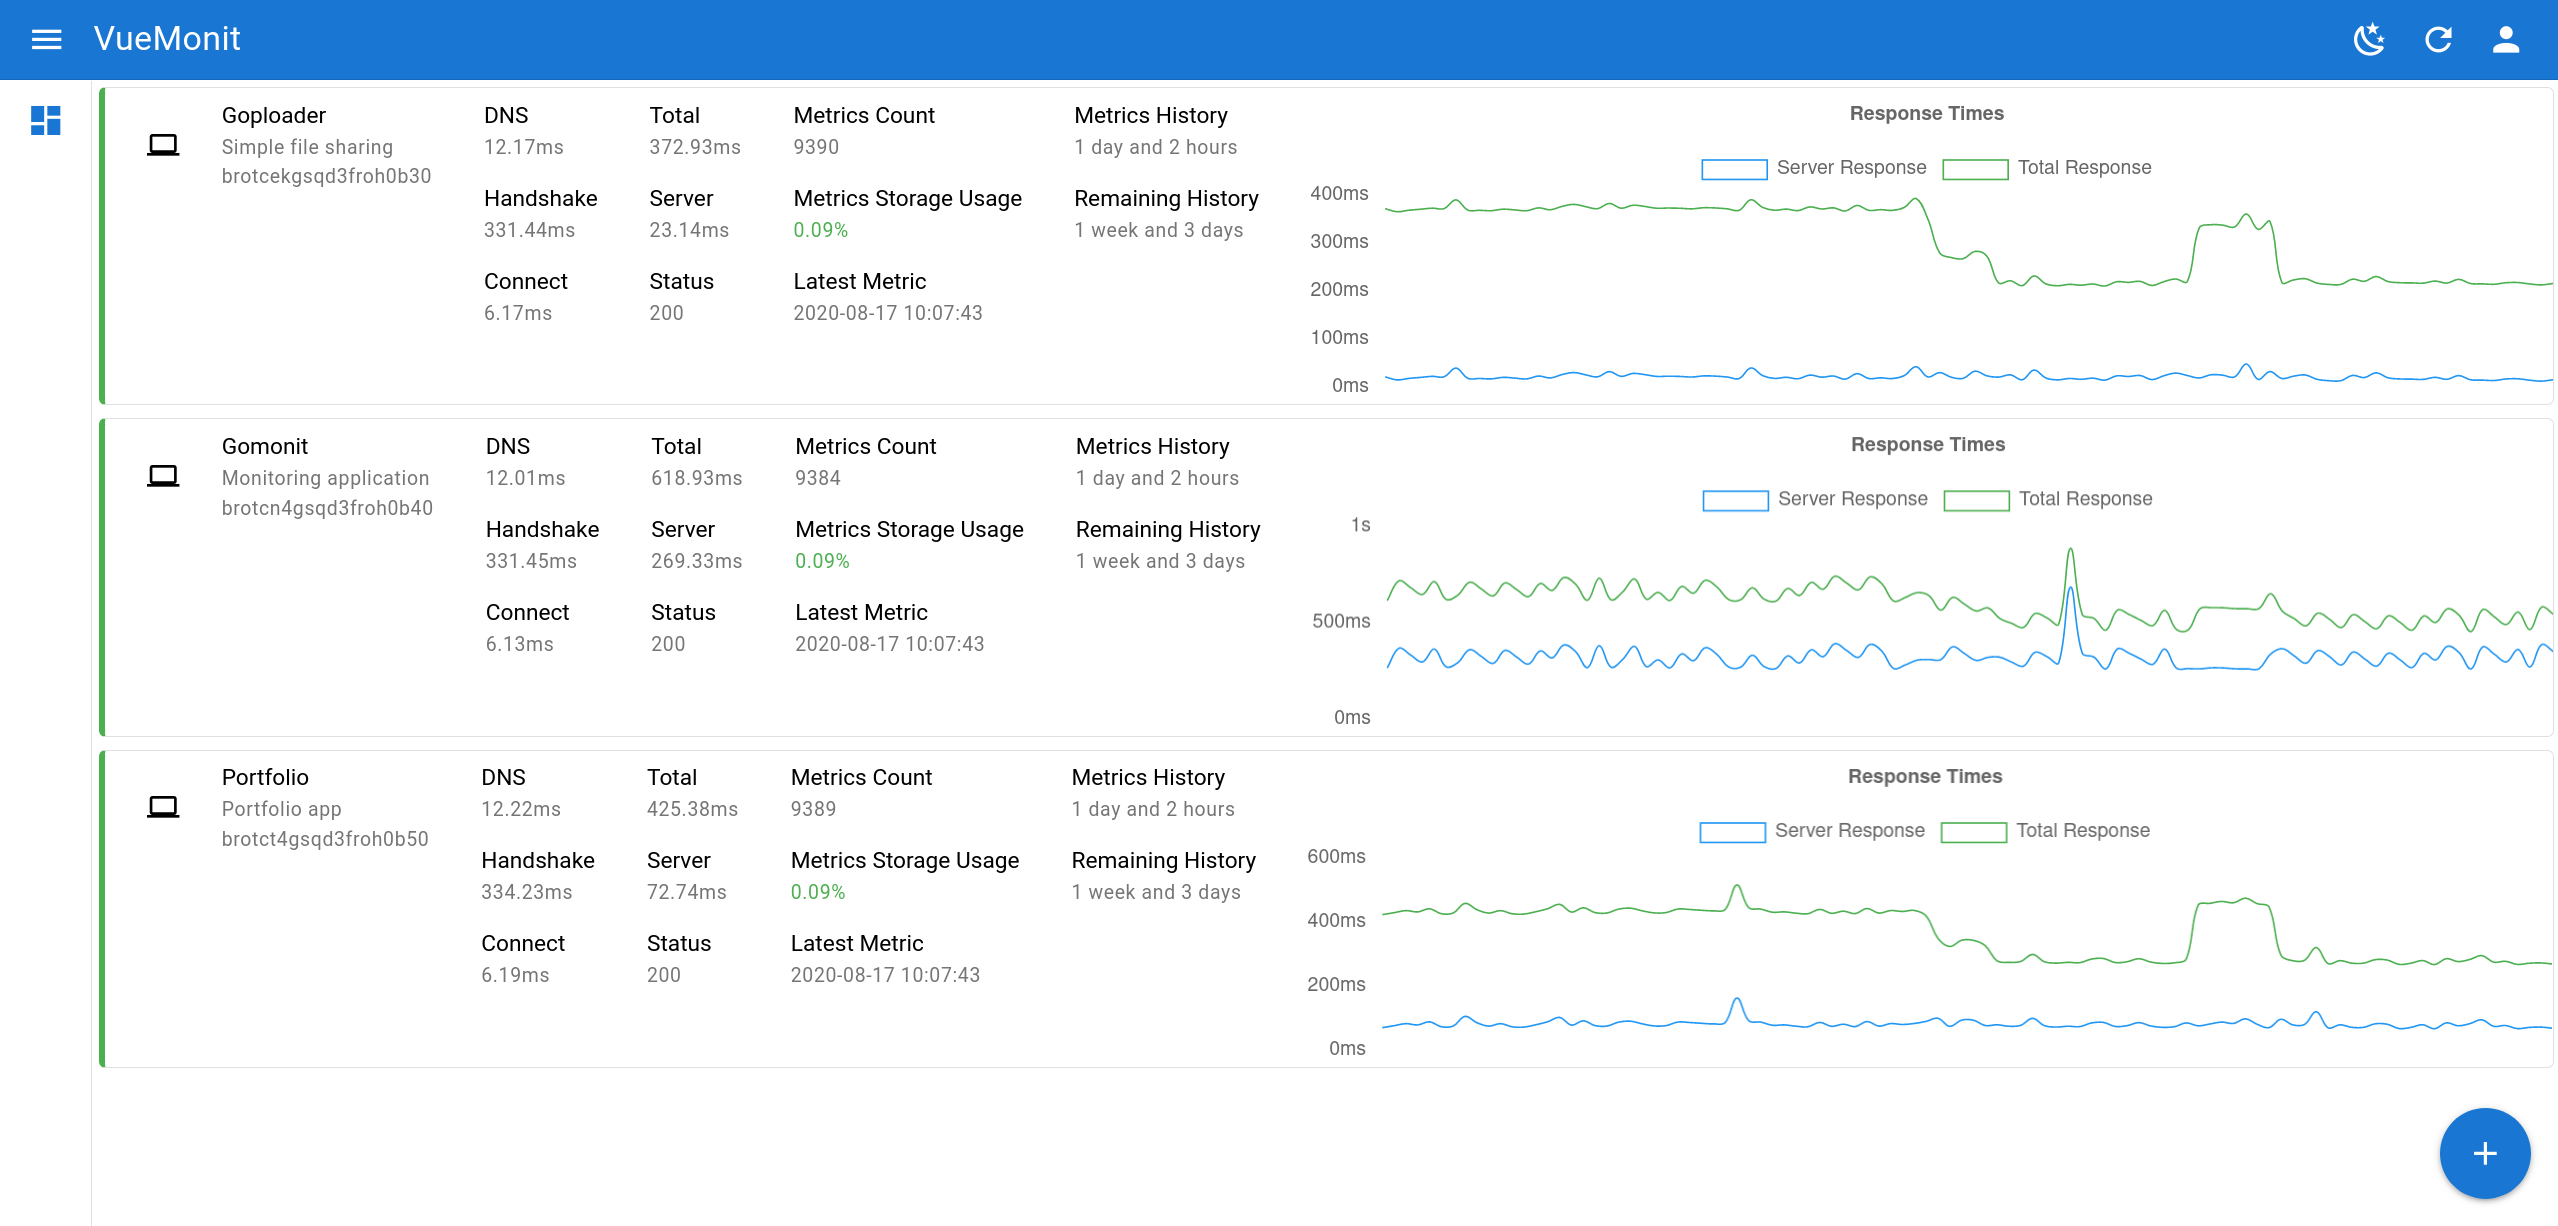 VueMonit
Goploader
Simple file sharing
brotcekgsqd3froh0b30
DNS
12.17ms
Total
372.93ms
Metrics Count
9390
Metrics History
1 day and 2 hours
Handshake
331.44ms
Server
23.14ms
Metrics Storage Usage
0.09%
Remaining History
1 week and 3 days
Connect
6.17ms
Status
200
Latest Metric
2020-08-17 10:07:43
Response Times
Server Response
Total Response
400ms
300ms
200ms
100ms
0ms
Gomonit
Monitoring application
brotcn4gsqd3froh0b40
DNS
12.01ms
Total
618.93ms
Metrics Count
9384
Metrics History
1 day and 2 hours
Handshake
331.45ms
Server
269.33ms
Metrics Storage Usage
0.09%
Remaining History
1 week and 3 days
Connect
6.13ms
Status
200
Latest Metric
2020-08-17 10:07:43
Response Times
Server Response
Total Response
1s
500ms
0ms
Portfolio
Portfolio app
brotct4gsqd3froh0b50
DNS
12.22ms
Total
425.38ms
Metrics Count
9389
Metrics History
1 day and 2 hours
Handshake
334.23ms
Server
72.74ms
Metrics Storage Usage
0.09%
Remaining History
1 week and 3 days
Connect
6.19ms
Status
200
Latest Metric
2020-08-17 10:07:43
Response Times
Server Response
Total Response
600ms
400ms
200ms
0ms